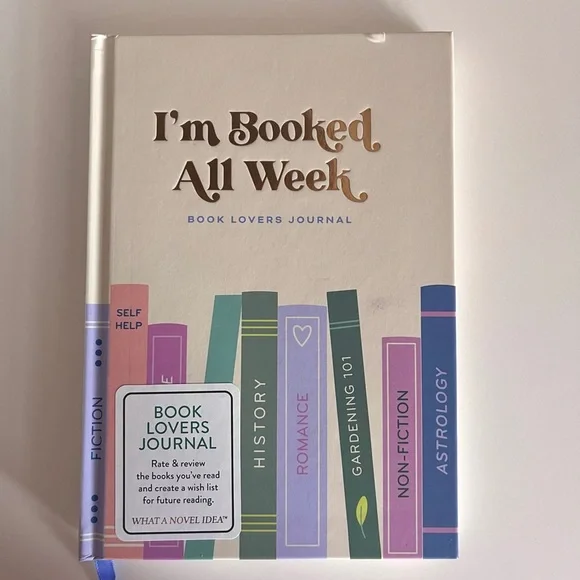 I'm Booked
All Week
BOOK LOVERS JOURNAL
SELF
HELP
FICTION
HISTORY
ROMANCE
GARDENING 101
NON-FICTION
ASTROLOGY
BOOK
LOVERS
JOURNAL
Rate & review
the books you've read
and create a wish list
for future reading.
WHAT A NOVEL IDEA™